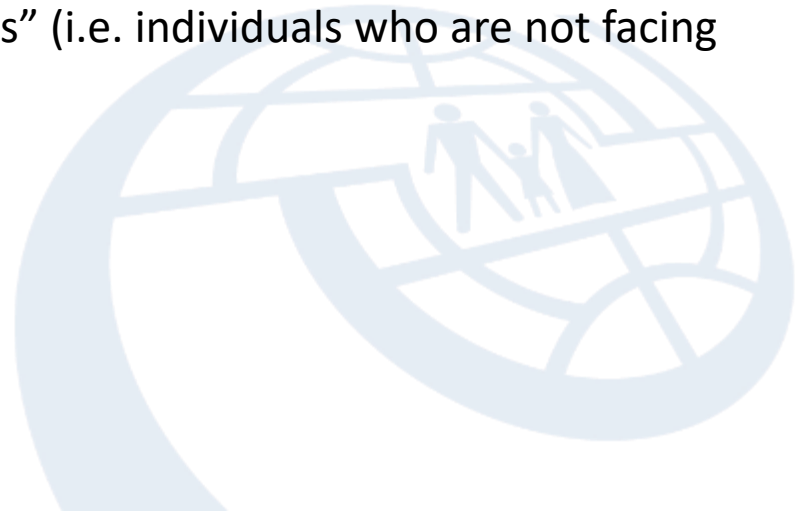 s” (i.e. individuals who are not facing